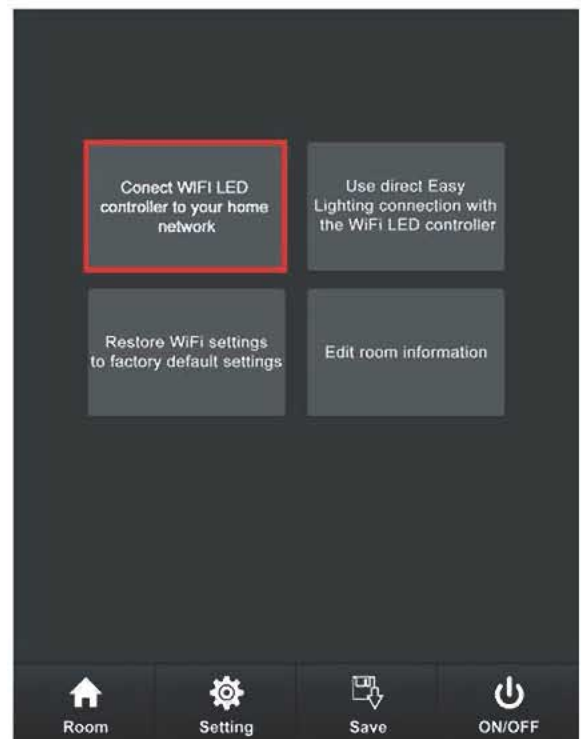 Conect WIFI LED
controller to your home
network
Use direct Easy
Lighting connection with
the WiFi LED controller
Restore WiFi settings
to factory default settings
Edit room information
Room
Setting
Save
ON/OFF